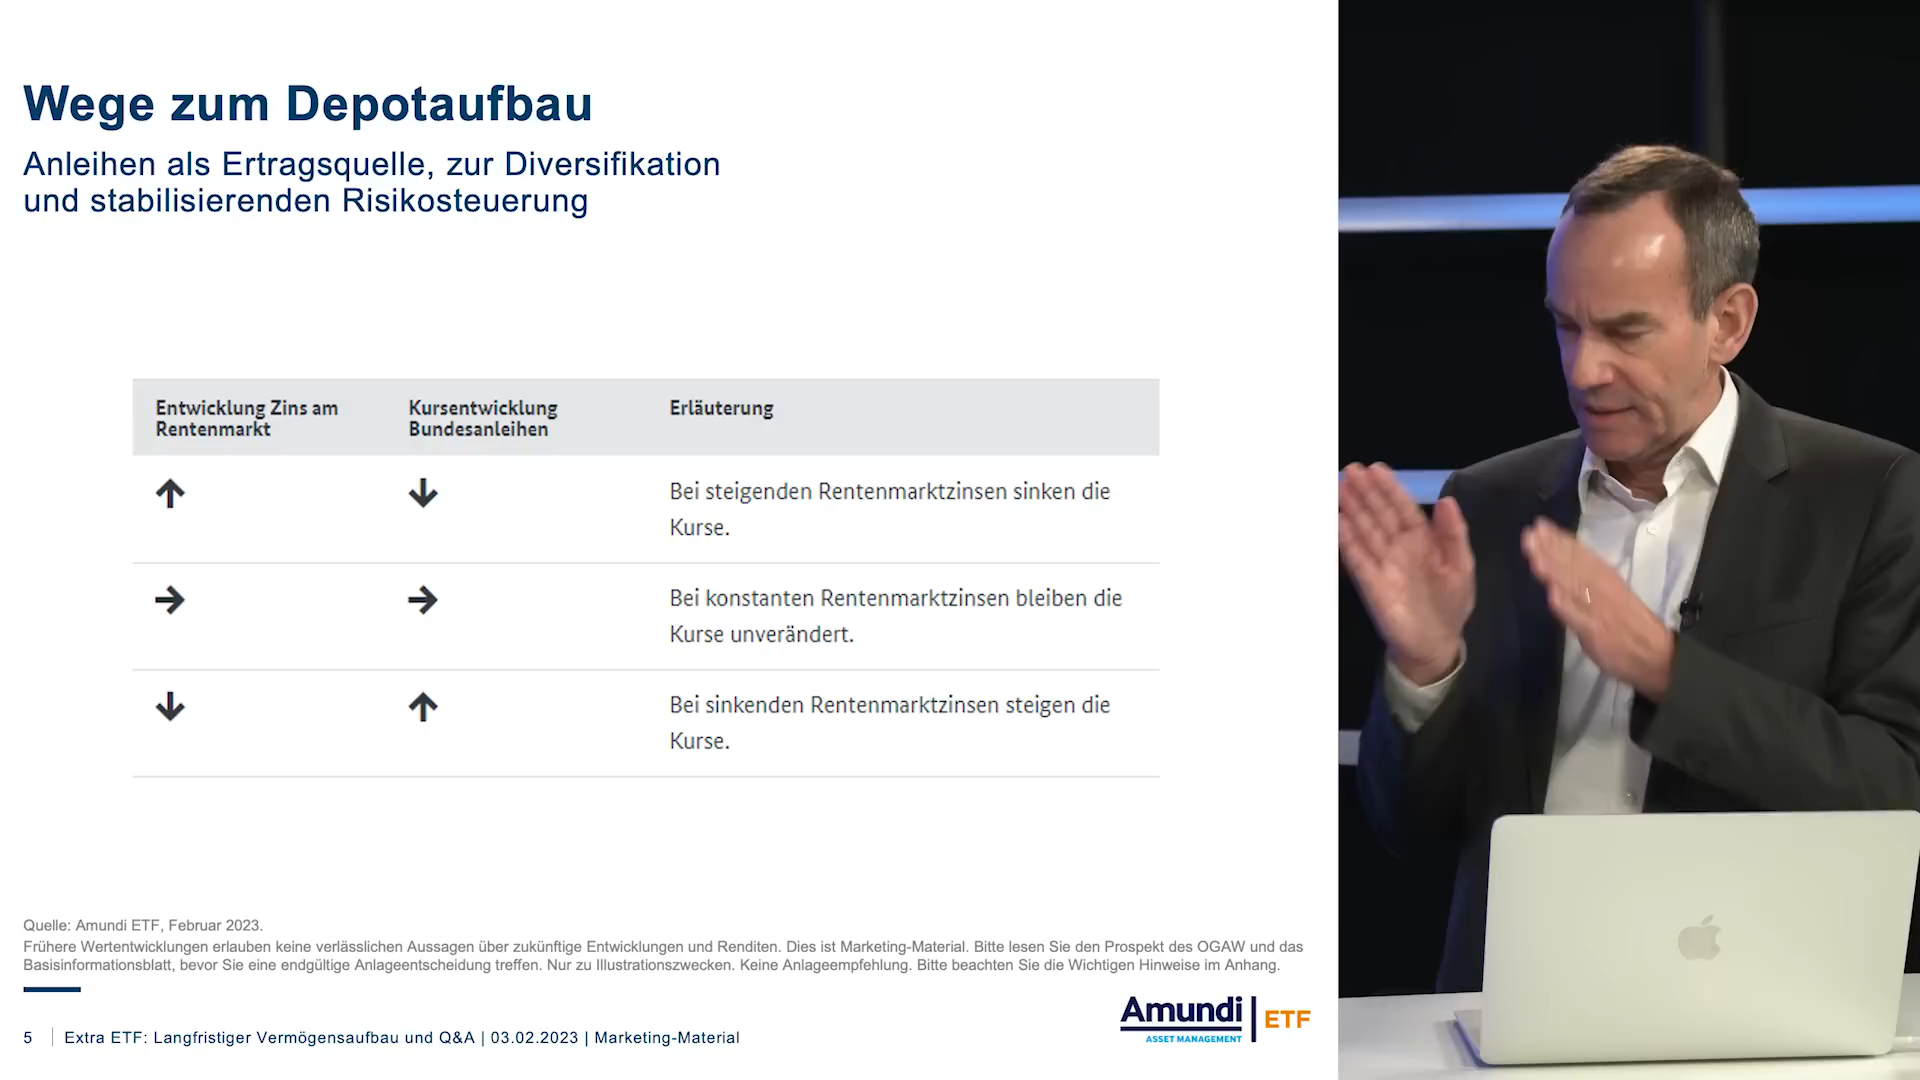 Wege zum Depotaufbau
Anleihen als Ertragsquelle, zur Diversifikation
und stabilisierenden Risikosteuerung
Entwicklung Zins am
Rentenmarkt
Kursentwicklung
Bundesanleihen
Erläuterung
↑
↓
Bei steigenden Rentenmarktzinsen sinken die
Kurse.
→
→
Bei konstanten Rentenmarktzinsen bleiben die
Kurse unverändert.
↓
↑
Bei sinkenden Rentenmarktzinsen steigen die
Kurse.
Quelle: Amundi ETF, Februar 2023.
Frühere Wertentwicklungen erlauben keine verlässlichen Aussagen über zukünftige Entwicklungen und Renditen. Dies ist Marketing-Material. Bitte lesen Sie den Prospekt des OGAW und das
Basisinformationsblatt, bevor Sie eine endgültige Anlageentscheidung treffen. Nur zu Illustrationszwecken. Keine Anlageempfehlung. Bitte beachten Sie die Wichtigen Hinweise im Anhang.
5 | Extra ETF: Langfristiger Vermögensaufbau und Q&A | 03.02.2023 | Marketing-Material
Amundi | ETF
ASSET MANAGEMENT